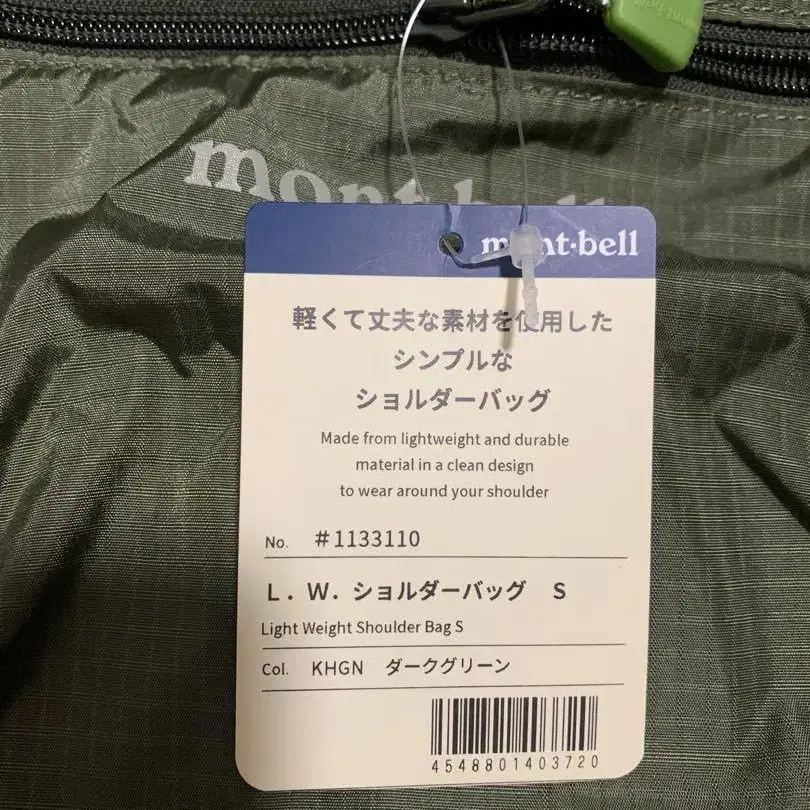 mont-bell
mont·bell
軽くて丈夫な素材を使用した
シンプルな
ショルダーバッグ
Made from lightweight and durable
material in a clean design
to wear around your shoulder
No. #1133110
L．W．ショルダーバッグ S
Light Weight Shoulder Bag S
Col. KHGN ダークグリーン
4548801403720